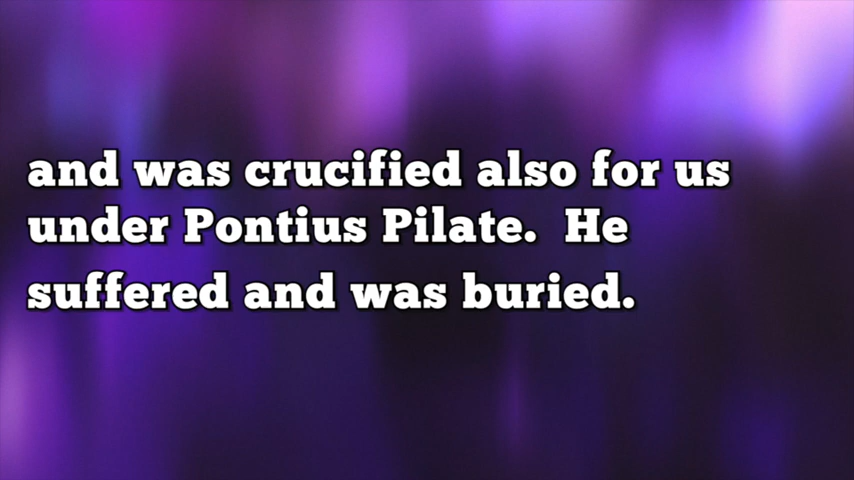 and was crucified also for us
under Pontius Pilate.  He
suffered and was buried.